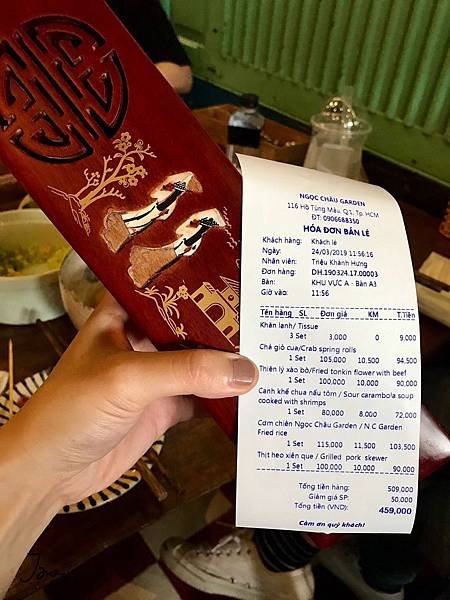 NGỌC CHÂU GARDEN
116 Hồ Tùng Mậu, Q.1, Tp. HCM
ĐT: 0906688350
HÓA ĐƠN BÁN LẺ
Khách hàng: Khách lẻ
Ngày: 24/03/2019 11:56:16
Nhân viên: Triệu Khánh Hưng
Đơn hàng: DH.190324.17.00003
Bàn: KHU VỰC A - Bàn A3
Giờ vào: 11:56
Tên hàng SL Đơn giá KM T.Tiền
Khăn lạnh/ Tissue
3 Set 3,000 0 9,000
Chả giò cua/Crab spring rolls
1 Set 105,000 10,500 94,500
Thiên lý xào bò/Fried tonkin flower with beef
1 Set 100,000 10,000 90,000
Canh khế chua nấu tôm / Sour carambola soup
cooked with shrimps
1 Set 80,000 8,000 72,000
Cơm chiên Ngọc Châu Garden / N C Garden
Fried rice
1 Set 115,000 11,500 103,500
Thịt heo xiên que / Grilled pork skewer
1 Set 100,000 10,000 90,000
Tổng tiền hàng: 509,000
Giảm giá SP: 50,000
Tổng tiền (VND): 459,000
Cảm ơn quý khách!